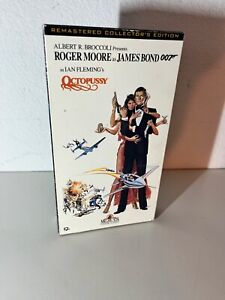 REMASTERED COLLECTOR'S EDITION
ALBERT R. BROCCOLI Presents
ROGER MOORE as JAMES BOND 007
in IAN FLEMING'S
OCTOPUSSY